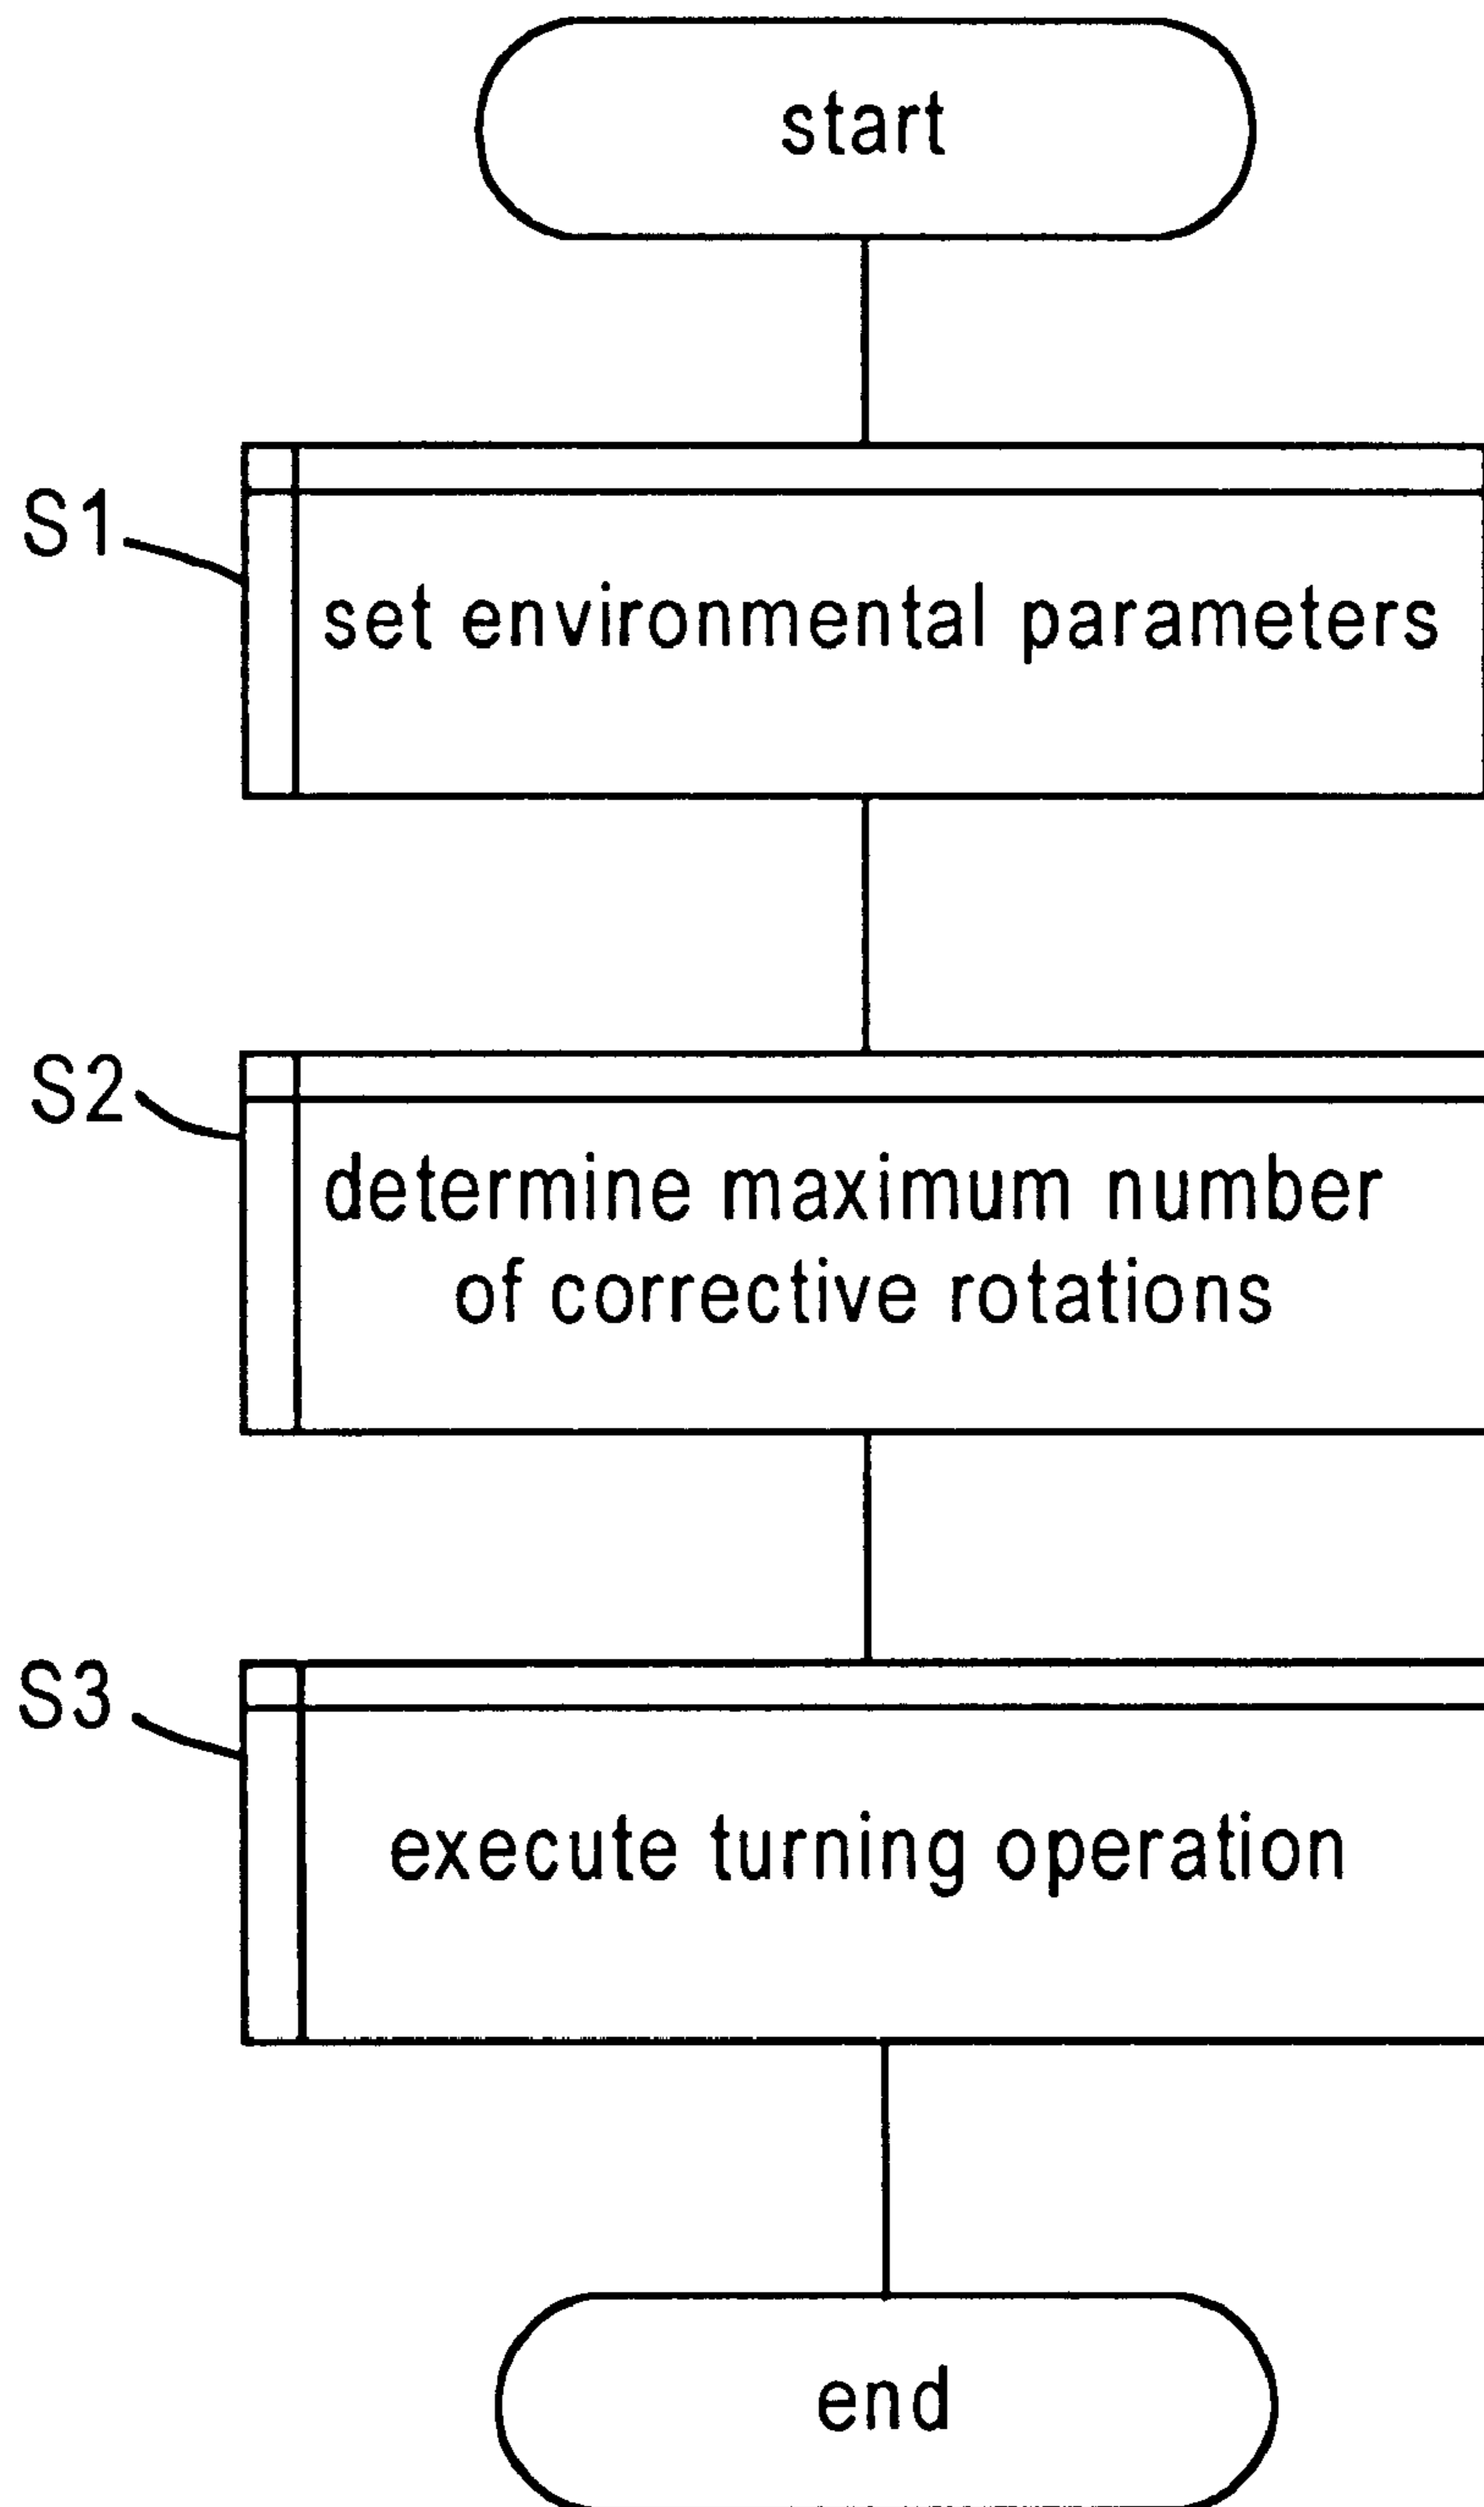 start
S1
set environmental parameters
S2
determine maximum number
of corrective rotations
S3
execute turning operation
end